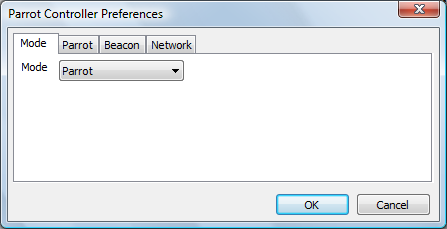 Parrot Controller Preferences
Mode Parrot Beacon Network
Mode Parrot
OK Cancel